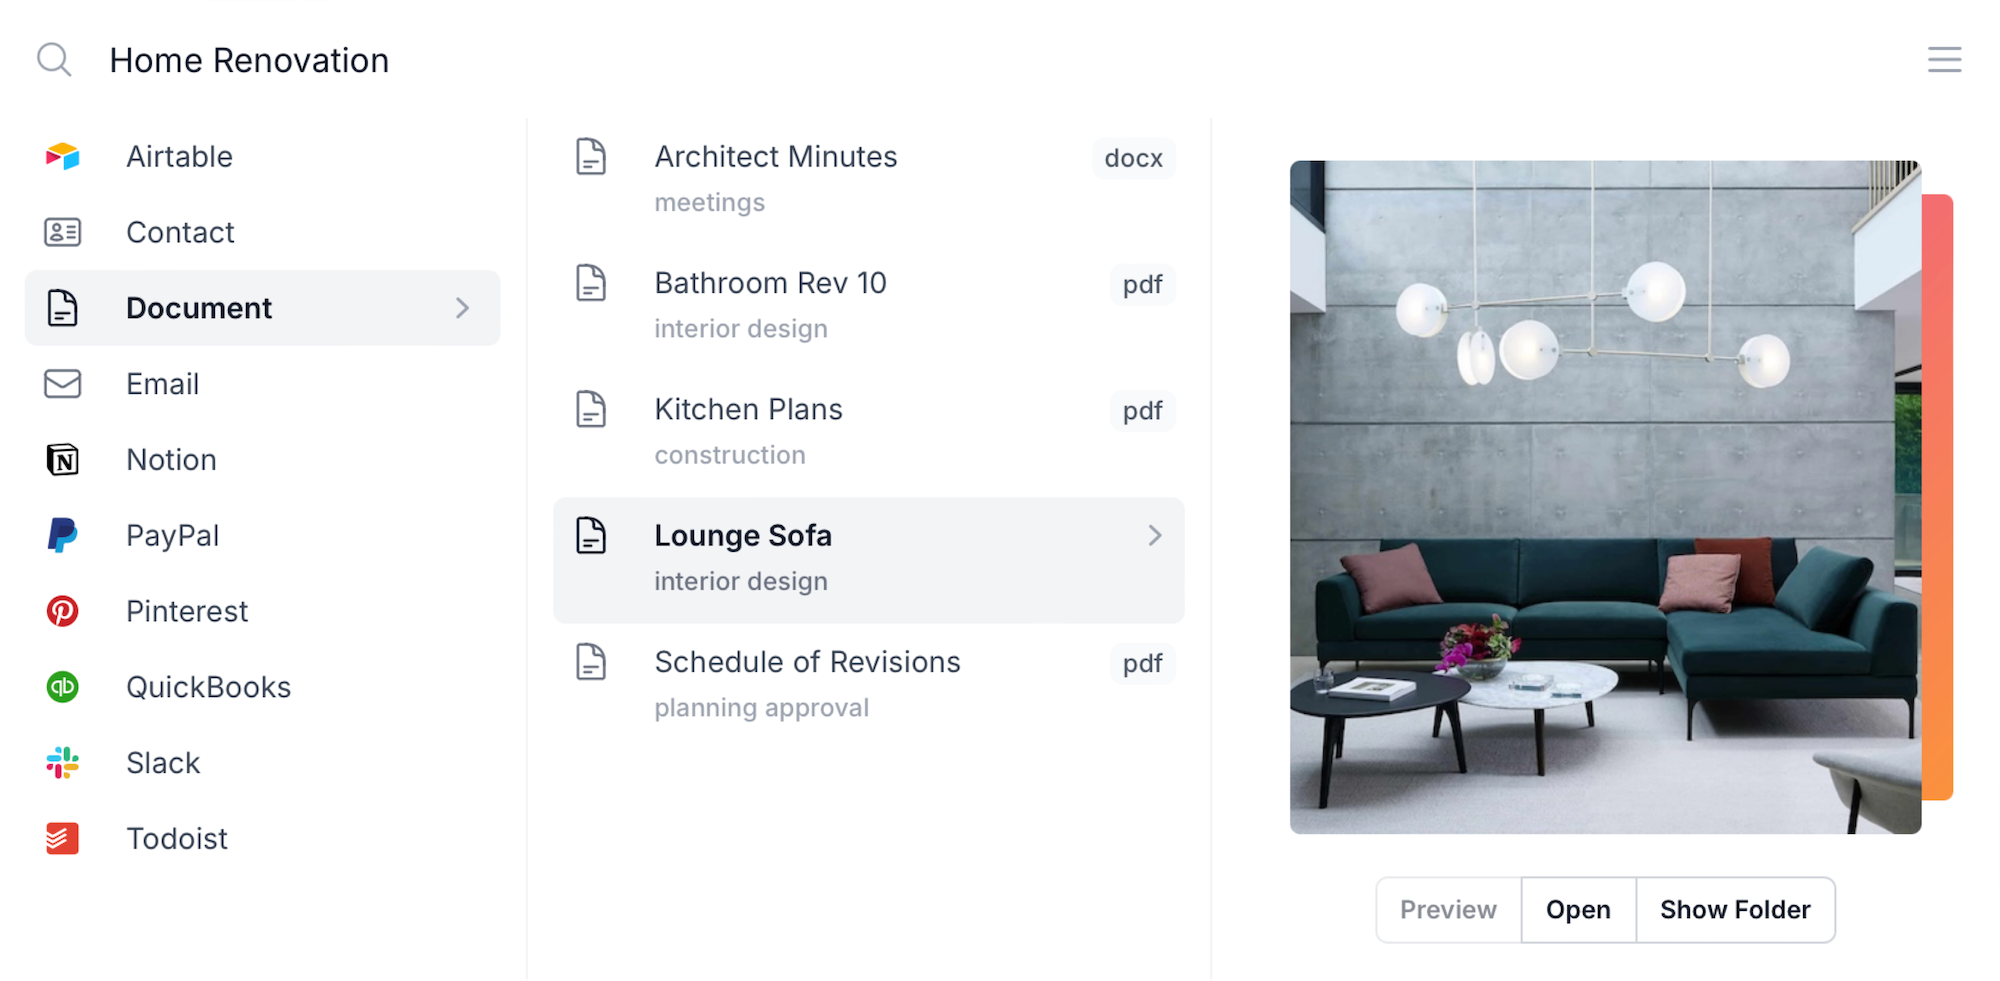 Home Renovation
Airtable
Contact
Document
Email
Notion
PayPal
Pinterest
QuickBooks
Slack
Todoist
Architect Minutes docx
meetings
Bathroom Rev 10 pdf
interior design
Kitchen Plans pdf
construction
Lounge Sofa
interior design
Schedule of Revisions pdf
planning approval
Preview Open Show Folder